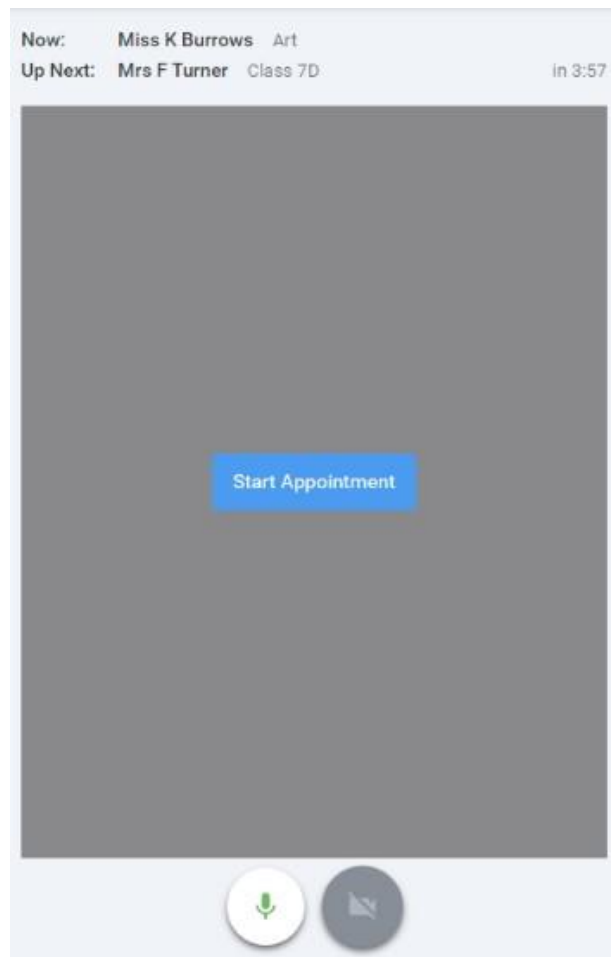 Now: Miss K Burrows Art
Up Next: Mrs F Turner Class 7D in 3:57
Start Appointment